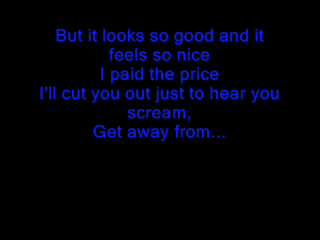 But it looks so good and it
feels so nice
I paid the price
I'll cut you out just to hear you
scream,
Get away from...